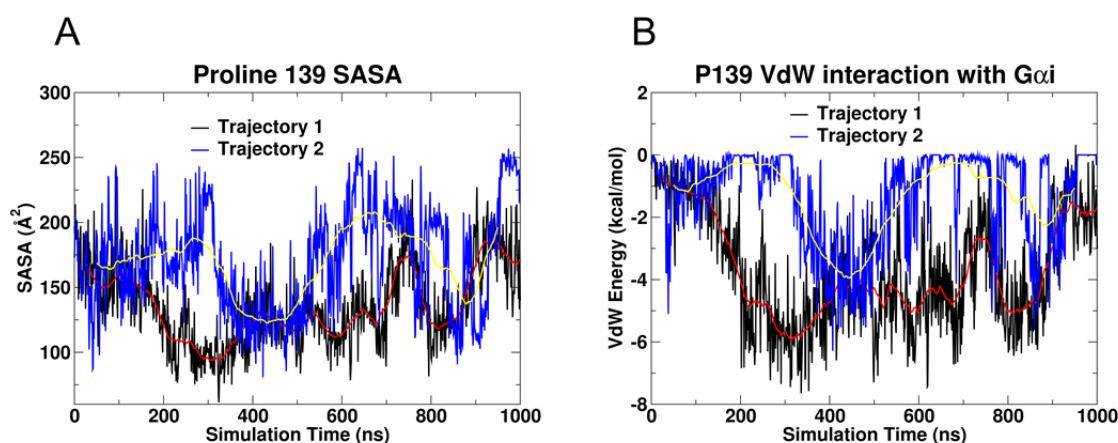 A
Proline 139 SASA
300
250
200
150
100
SASA (Å²)
Trajectory 1
Trajectory 2
0 200 400 600 800 1000
Simulation Time (ns)
B
P139 VdW interaction with Gαi
2
0
-2
-4
-6
-8
VdW Energy (kcal/mol)
Trajectory 1
Trajectory 2
0 200 400 600 800 1000
Simulation Time (ns)